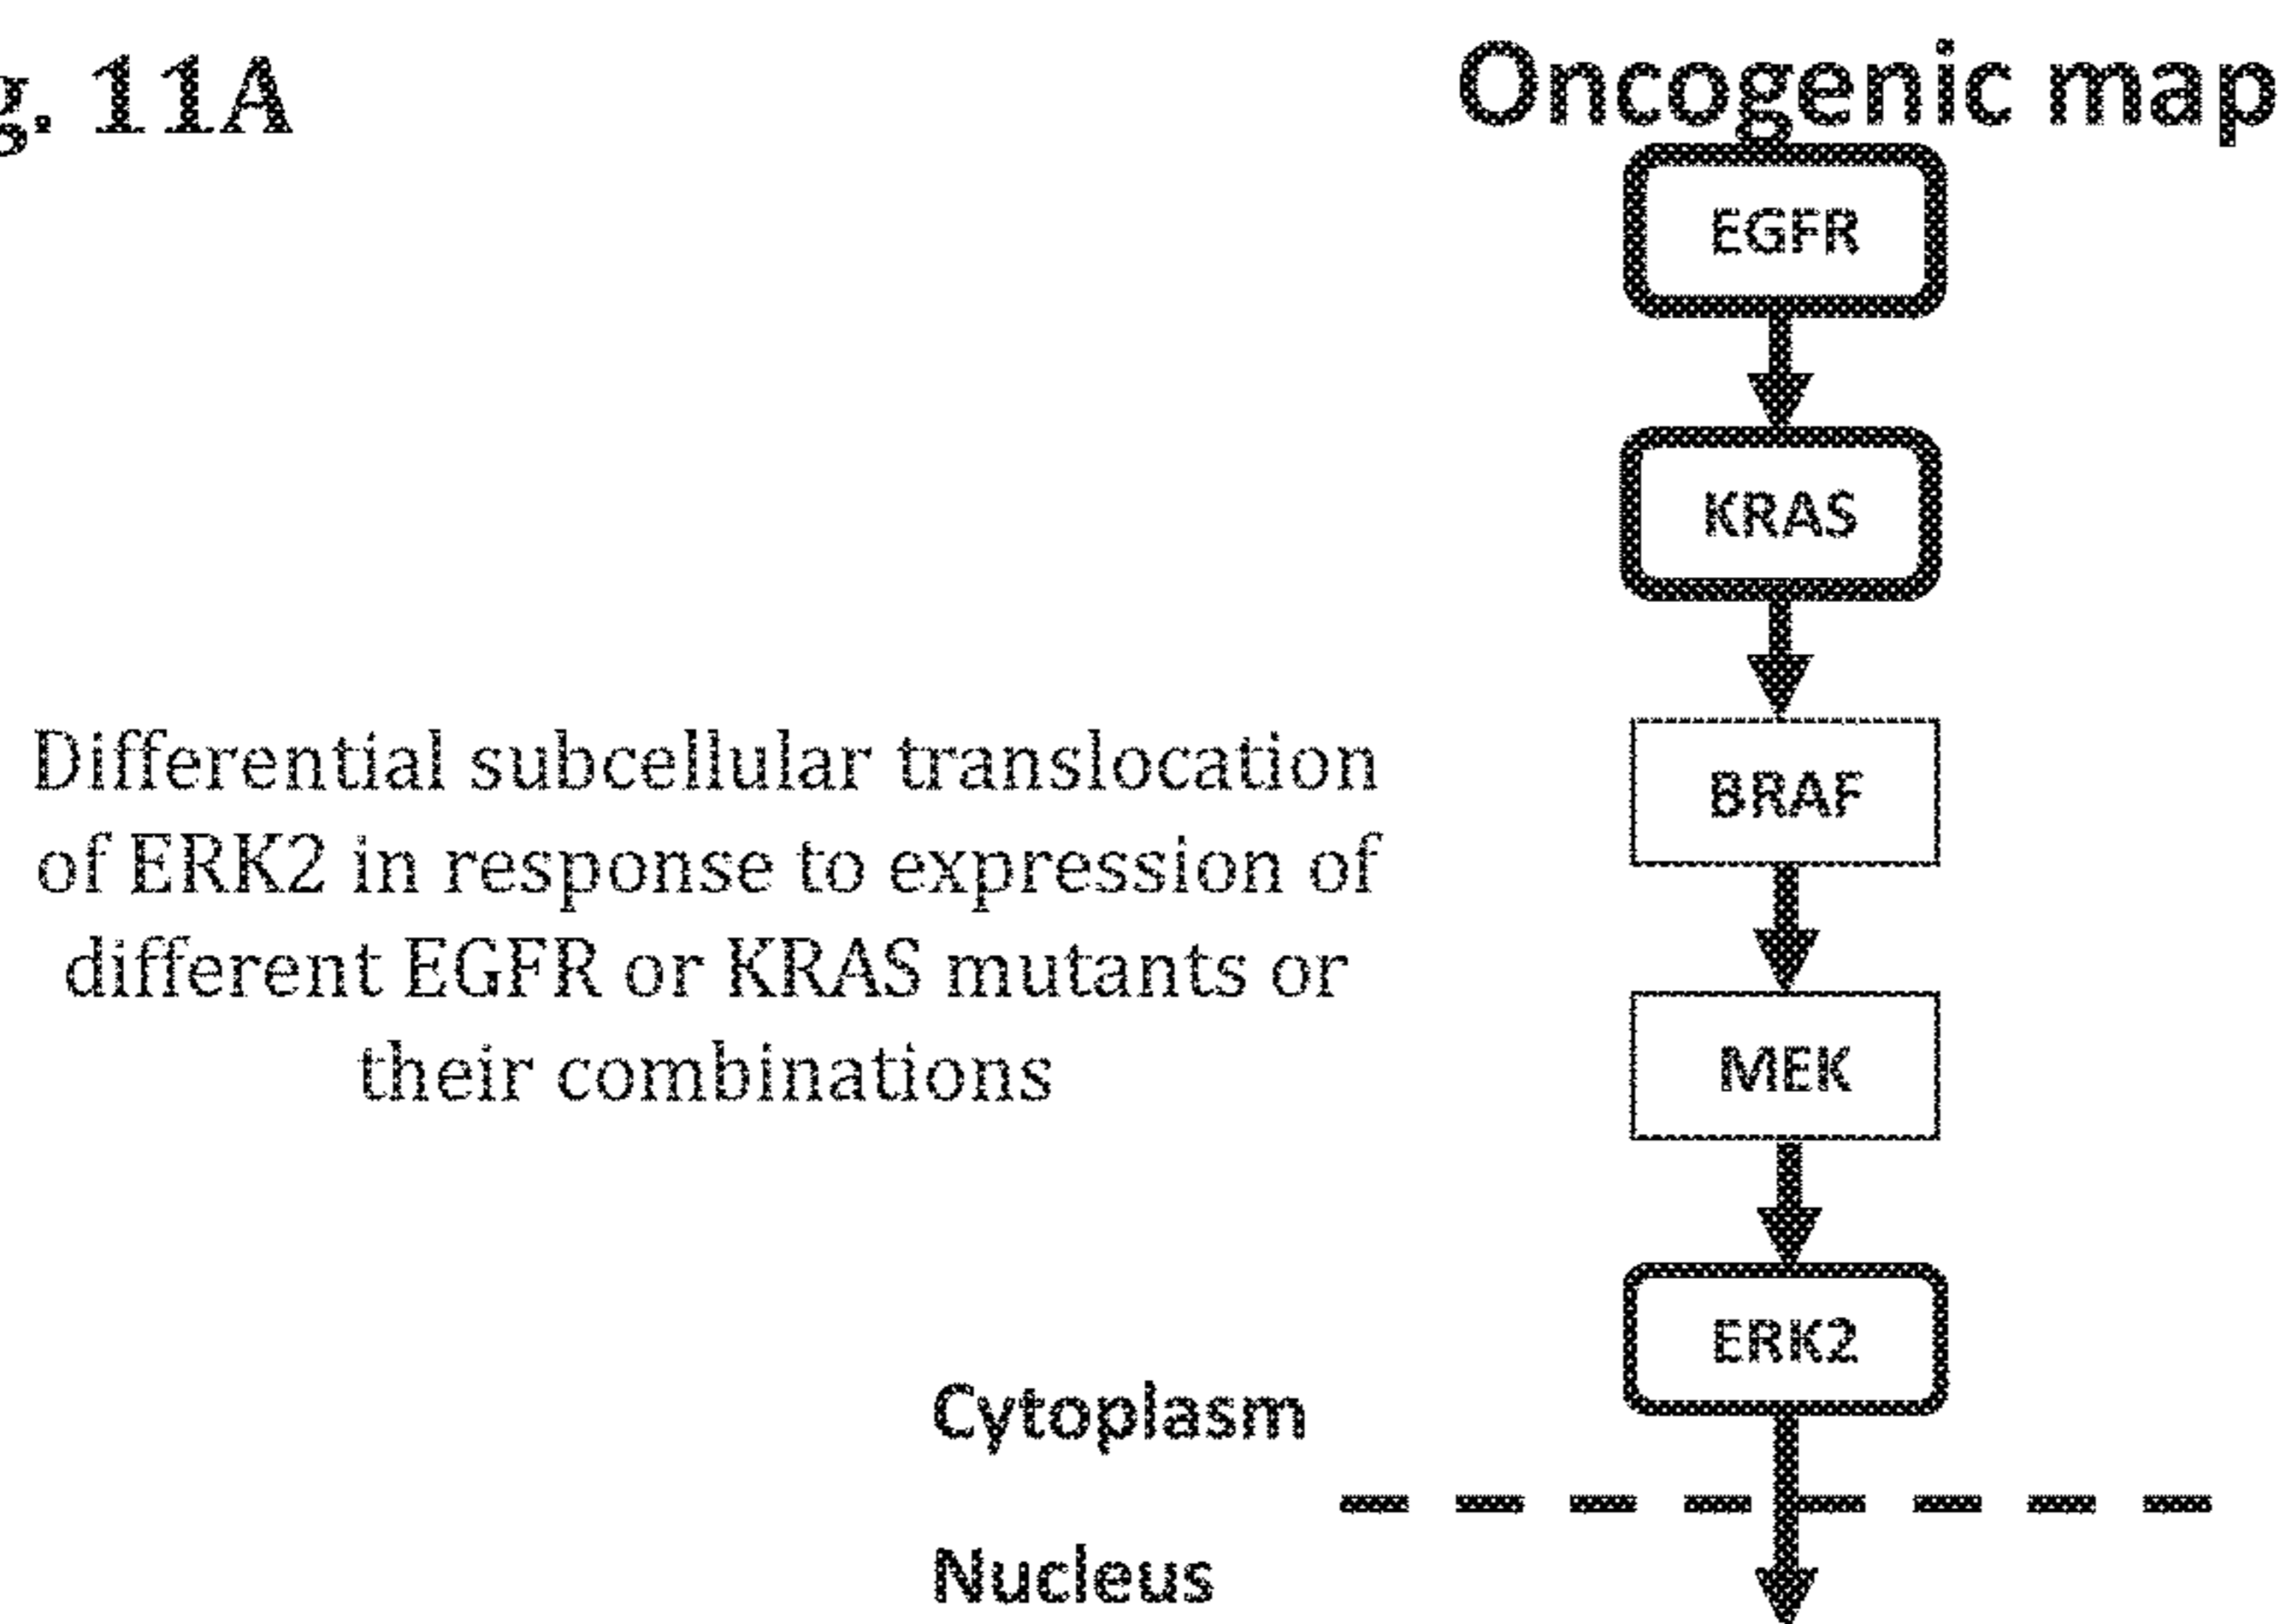 g. 11A
Oncogenic map
EGFR
KRAS
BRAF
MEK
ERK2
Differential subcellular translocation
of ERK2 in response to expression of
different EGFR or KRAS mutants or
their combinations
Cytoplasm
Nucleus